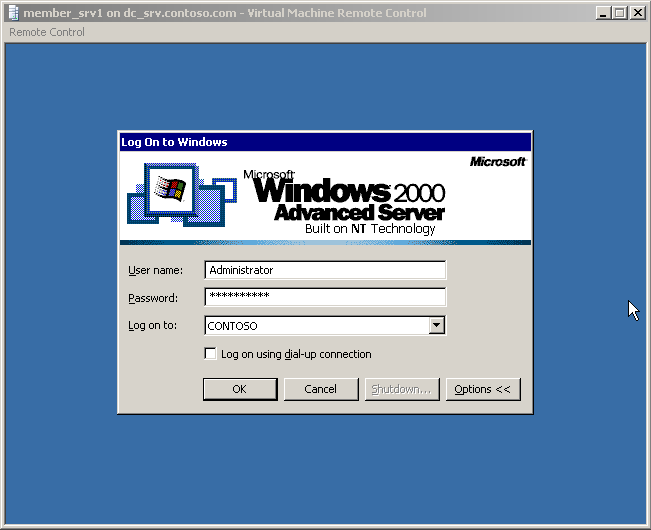 member_srv1 on dc_srv.contoso.com - Virtual Machine Remote Control
Remote Control
Log On to Windows
Microsoft
Microsoft
Windows 2000
Advanced Server
Built on NT Technology
User name: Administrator
Password: **********
Log on to: CONTOSO
Log on using dial-up connection
OK Cancel Shutdown... Options <<